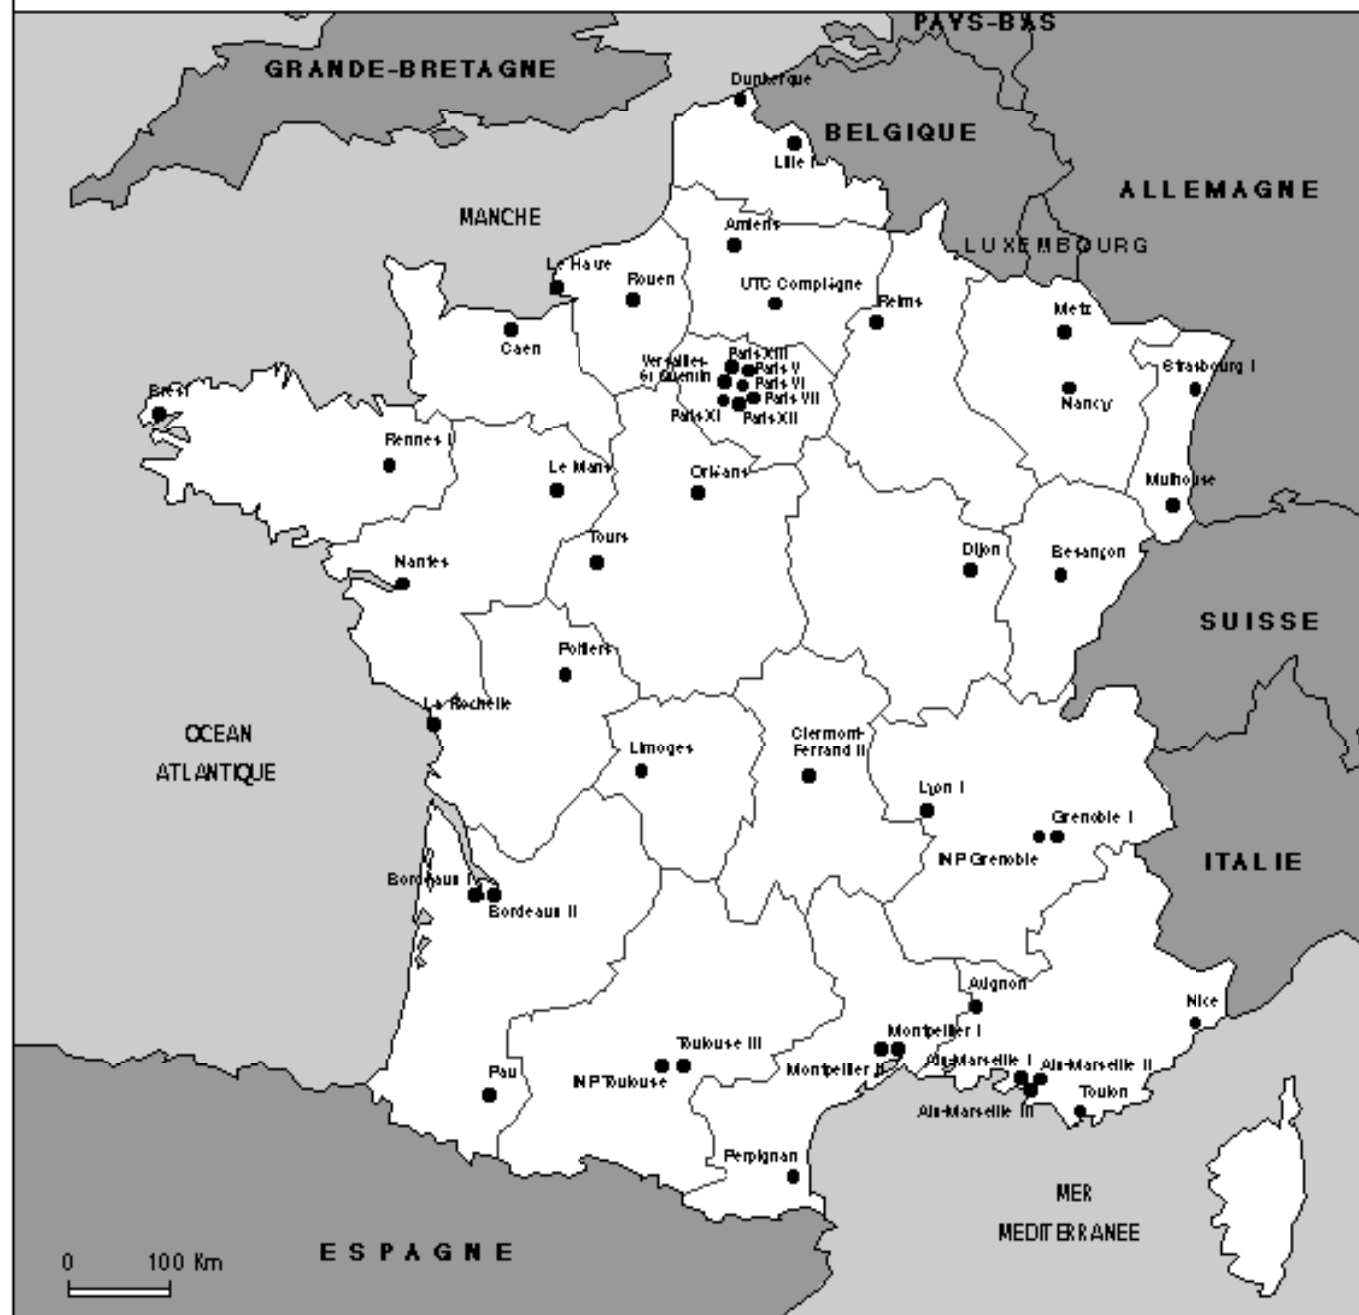 PAYS-BAS
GRANDE-BRETAGNE
Dunkerque
BELGIQUE
Lille I
ALLEMAGNE
MANCHE
Amiens
LUXEMBOURG
Le Havre
Rouen
UTC Compiègne
Reims
Metz
Caen
Versailles-
St Quentin
Paris XIII
Paris V
Paris VI
Paris VII
Paris XI
Paris XII
Strasbourg I
Nancy
Brest
Rennes I
Le Mans
Orléans
Mulhouse
Tours
Dijon
Besançon
Nantes
SUISSE
Poitiers
La Rochelle
OCEAN
ATLANTIQUE
Limoges
Clermont-
Ferrand II
Lyon I
Grenoble I
INP Grenoble
ITALIE
Bordeaux I
Bordeaux II
Avignon
Nice
Montpellier I
Montpellier II
Toulouse III
INP Toulouse
Pau
Aix-Marseille I
Aix-Marseille II
Aix-Marseille III
Toulon
Perpignan
MER
MEDITERRANEE
ESPAGNE
0 100 Km